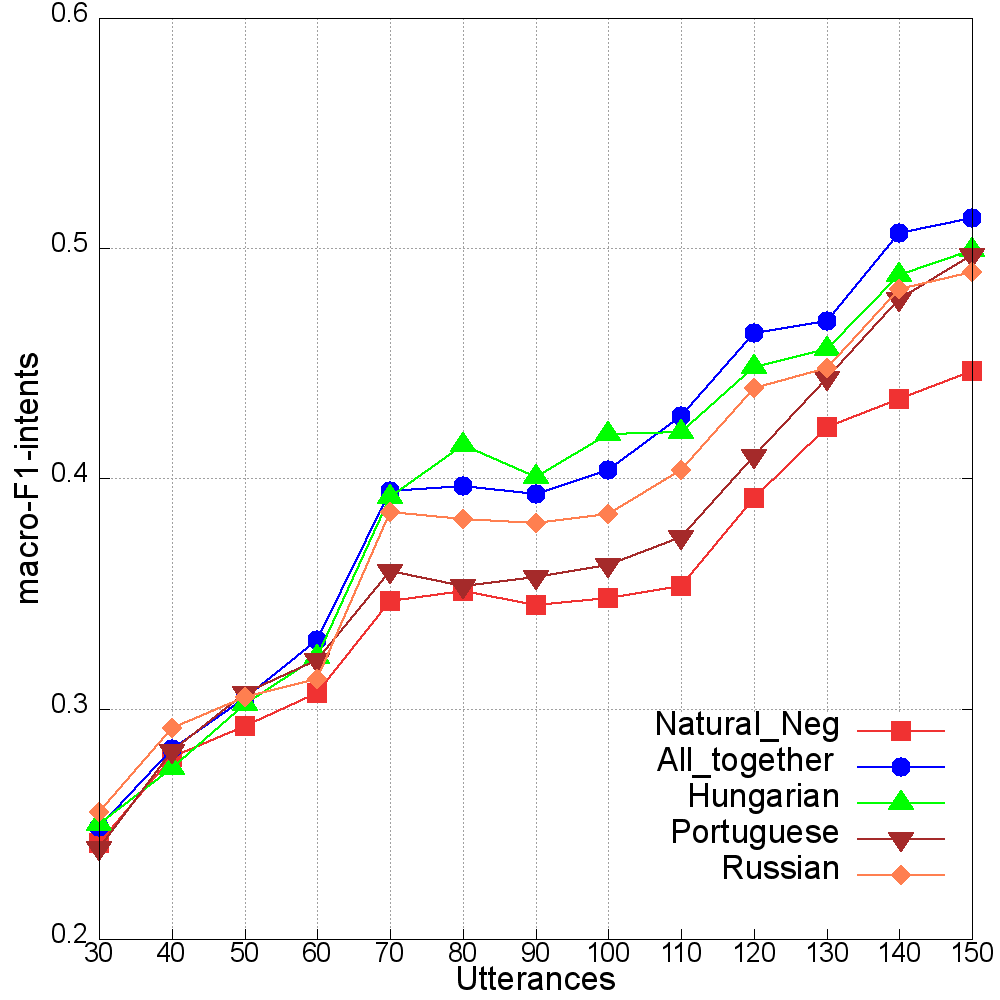 0.6
0.5
0.4
0.3
0.2
macro-F1-intents
Natural_Neg
All_together
Hungarian
Portuguese
Russian
30 40 50 60 70 80 90 100 110 120 130 140 150
Utterances